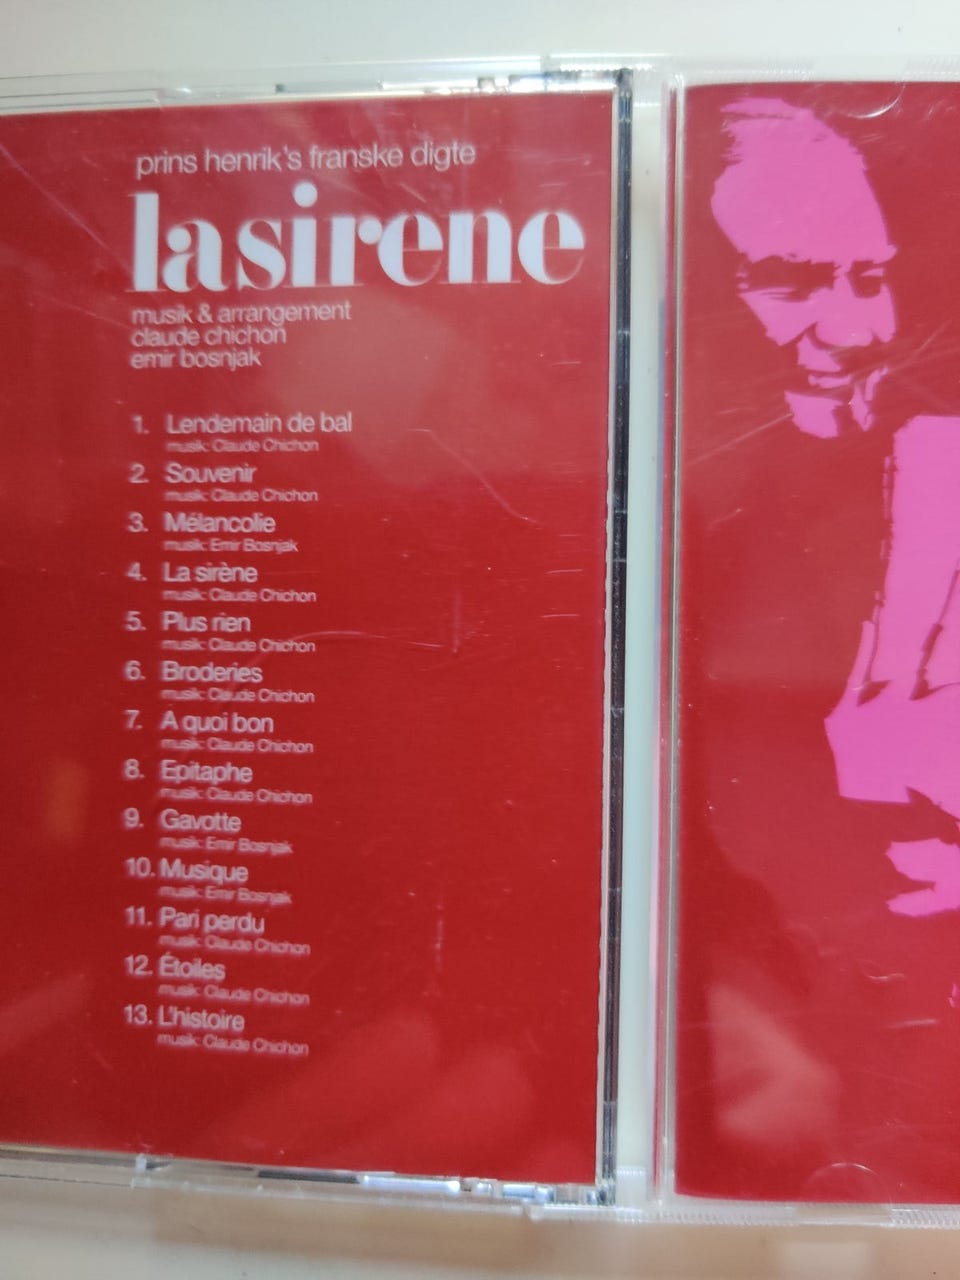 prins henrik's franske digte
lasirene
musik & arrangement
claude chichon
emir bosnjak
1. Lendemain de bal
musik: Claude Chichon
2. Souvenir
musik: Claude Chichon
3. Mélancolie
musik: Emir Bosnjak
4. La sirène
musik: Claude Chichon
5. Plus rien
musik: Claude Chichon
6. Broderies
musik: Claude Chichon
7. A quoi bon
musik: Claude Chichon
8. Epitaphe
musik: Claude Chichon
9. Gavotte
musik: Emir Bosnjak
10. Musique
musik: Emir Bosnjak
11. Pari perdu
musik: Claude Chichon
12. Étoiles
musik: Claude Chichon
13. L'histoire
musik: Claude Chichon